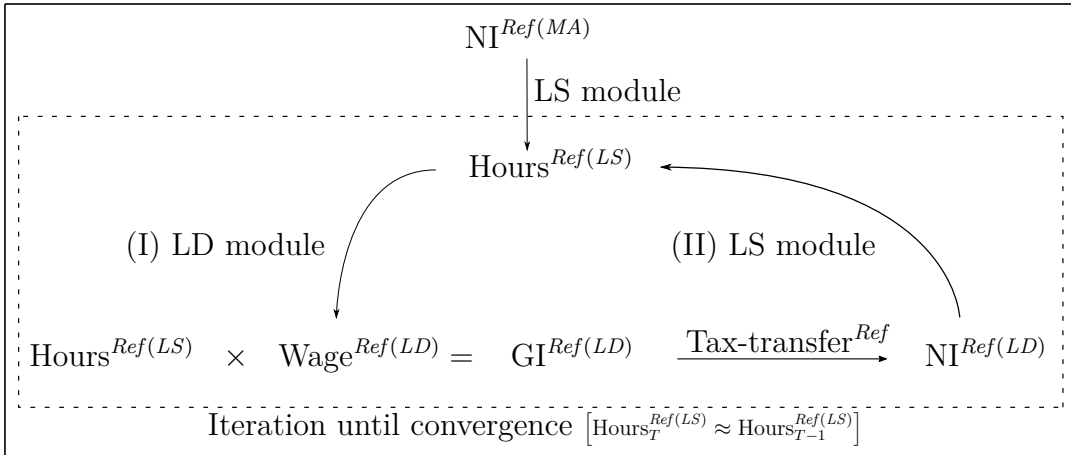 NI^{Ref(MA)}
LS module
Hours^{Ref(LS)}
(I) LD module (II) LS module
Hours^{Ref(LS)} × Wage^{Ref(LD)} = GI^{Ref(LD)} Tax-transfer^{Ref} NI^{Ref(LD)}
Iteration until convergence [Hours_T^{Ref(LS)} ≈ Hours_{T−1}^{Ref(LS)}]